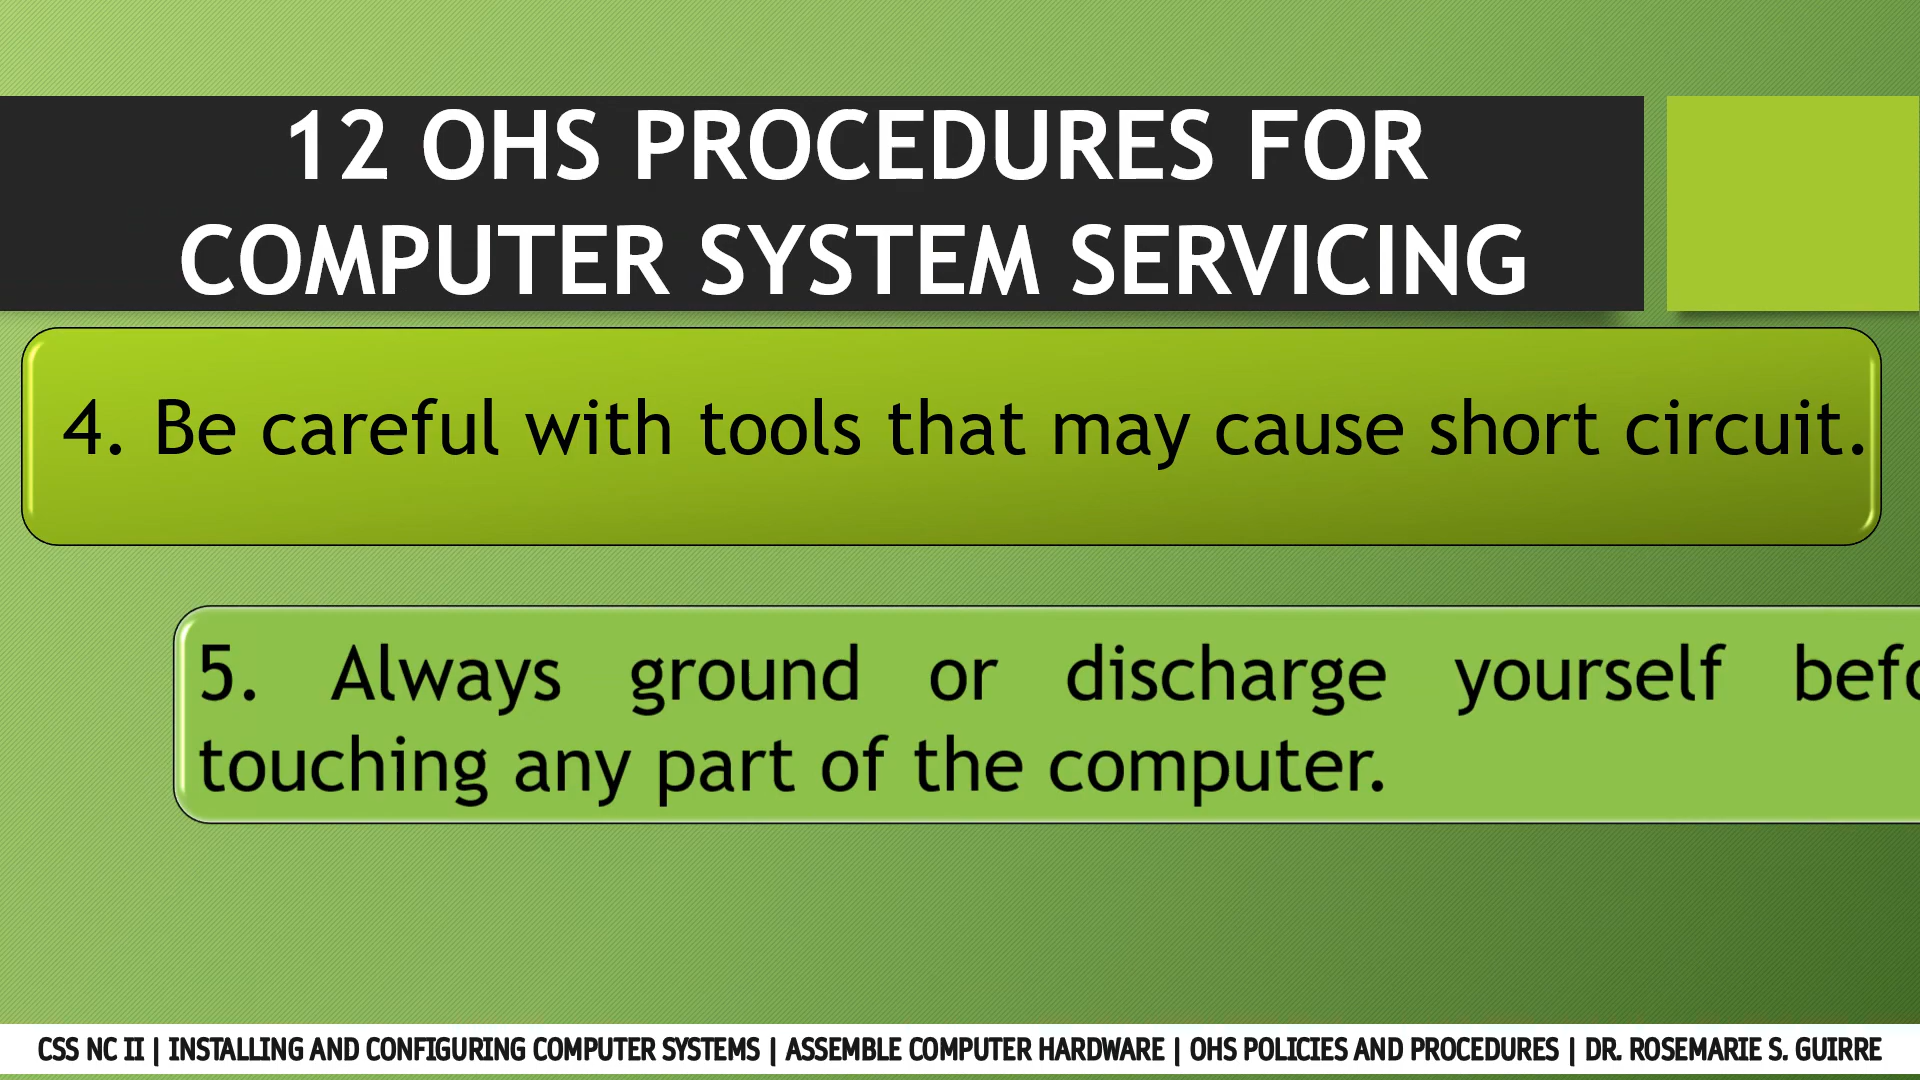 12 OHS PROCEDURES FOR
COMPUTER SYSTEM SERVICING
4. Be careful with tools that may cause short circuit.
5. Always ground or discharge yourself
touching any part of the computer.
CSS NC II | INSTALLING AND CONFIGURING COMPUTER SYSTEMS | ASSEMBLE COMPUTER HARDWARE | OHS POLICIES AND PROCEDURES | DR. ROSEMARIE S. GUIRRE